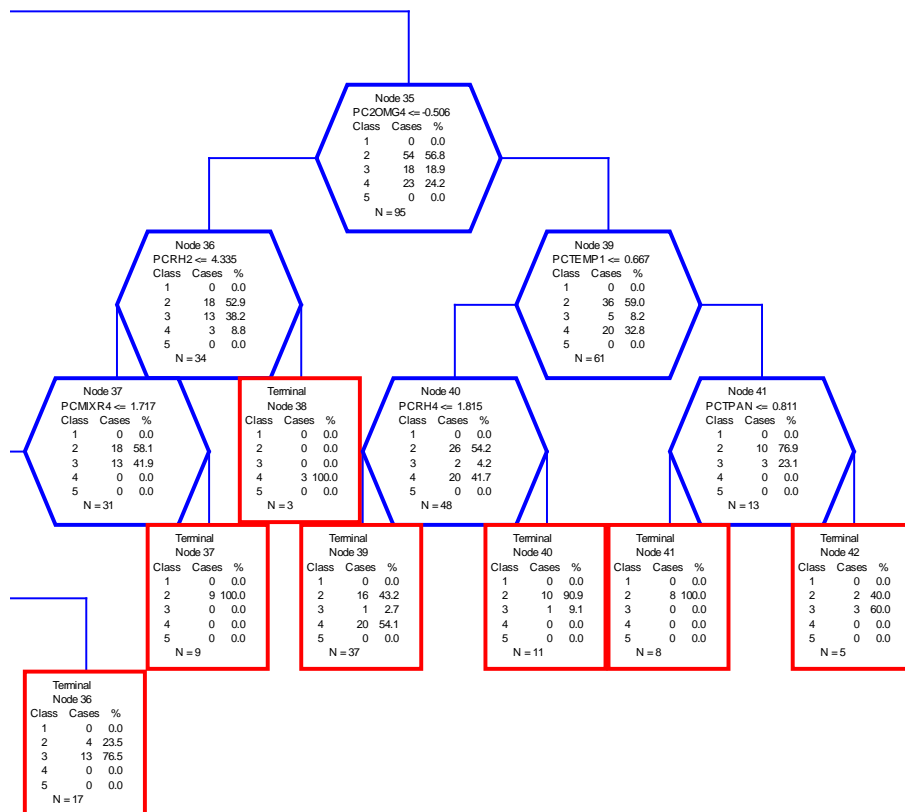 Node 35
PC2OMG4 <= -0.506
Class Cases %
1 0 0.0
2 54 56.8
3 18 18.9
4 23 24.2
5 0 0.0
N = 95
Node 36
PCRH2 <= 4.335
Class Cases %
1 0 0.0
2 18 52.9
3 13 38.2
4 3 8.8
5 0 0.0
N = 34
Node 39
PCTEMP1 <= 0.667
Class Cases %
1 0 0.0
2 36 59.0
3 5 8.2
4 20 32.8
5 0 0.0
N = 61
Node 37
PCMIXR4 <= 1.717
Class Cases %
1 0 0.0
2 18 58.1
3 13 41.9
4 0 0.0
5 0 0.0
N = 31
Terminal
Node 38
Class Cases %
1 0 0.0
2 0 0.0
3 0 0.0
4 3 100.0
5 0 0.0
N = 3
Node 40
PCRH4 <= 1.815
Class Cases %
1 0 0.0
2 26 54.2
3 2 4.2
4 20 41.7
5 0 0.0
N = 48
Node 41
PCTPAN <= 0.811
Class Cases %
1 0 0.0
2 10 76.9
3 3 23.1
4 0 0.0
5 0 0.0
N = 13
Terminal
Node 37
Class Cases %
1 0 0.0
2 9 100.0
3 0 0.0
4 0 0.0
5 0 0.0
N = 9
Terminal
Node 39
Class Cases %
1 0 0.0
2 16 43.2
3 1 2.7
4 20 54.1
5 0 0.0
N = 37
Terminal
Node 40
Class Cases %
1 0 0.0
2 10 90.9
3 1 9.1
4 0 0.0
5 0 0.0
N = 11
Terminal
Node 41
Class Cases %
1 0 0.0
2 8 100.0
3 0 0.0
4 0 0.0
5 0 0.0
N = 8
Terminal
Node 42
Class Cases %
1 0 0.0
2 2 40.0
3 3 60.0
4 0 0.0
5 0 0.0
N = 5
Terminal
Node 36
Class Cases %
1 0 0.0
2 4 23.5
3 13 76.5
4 0 0.0
5 0 0.0
N = 17